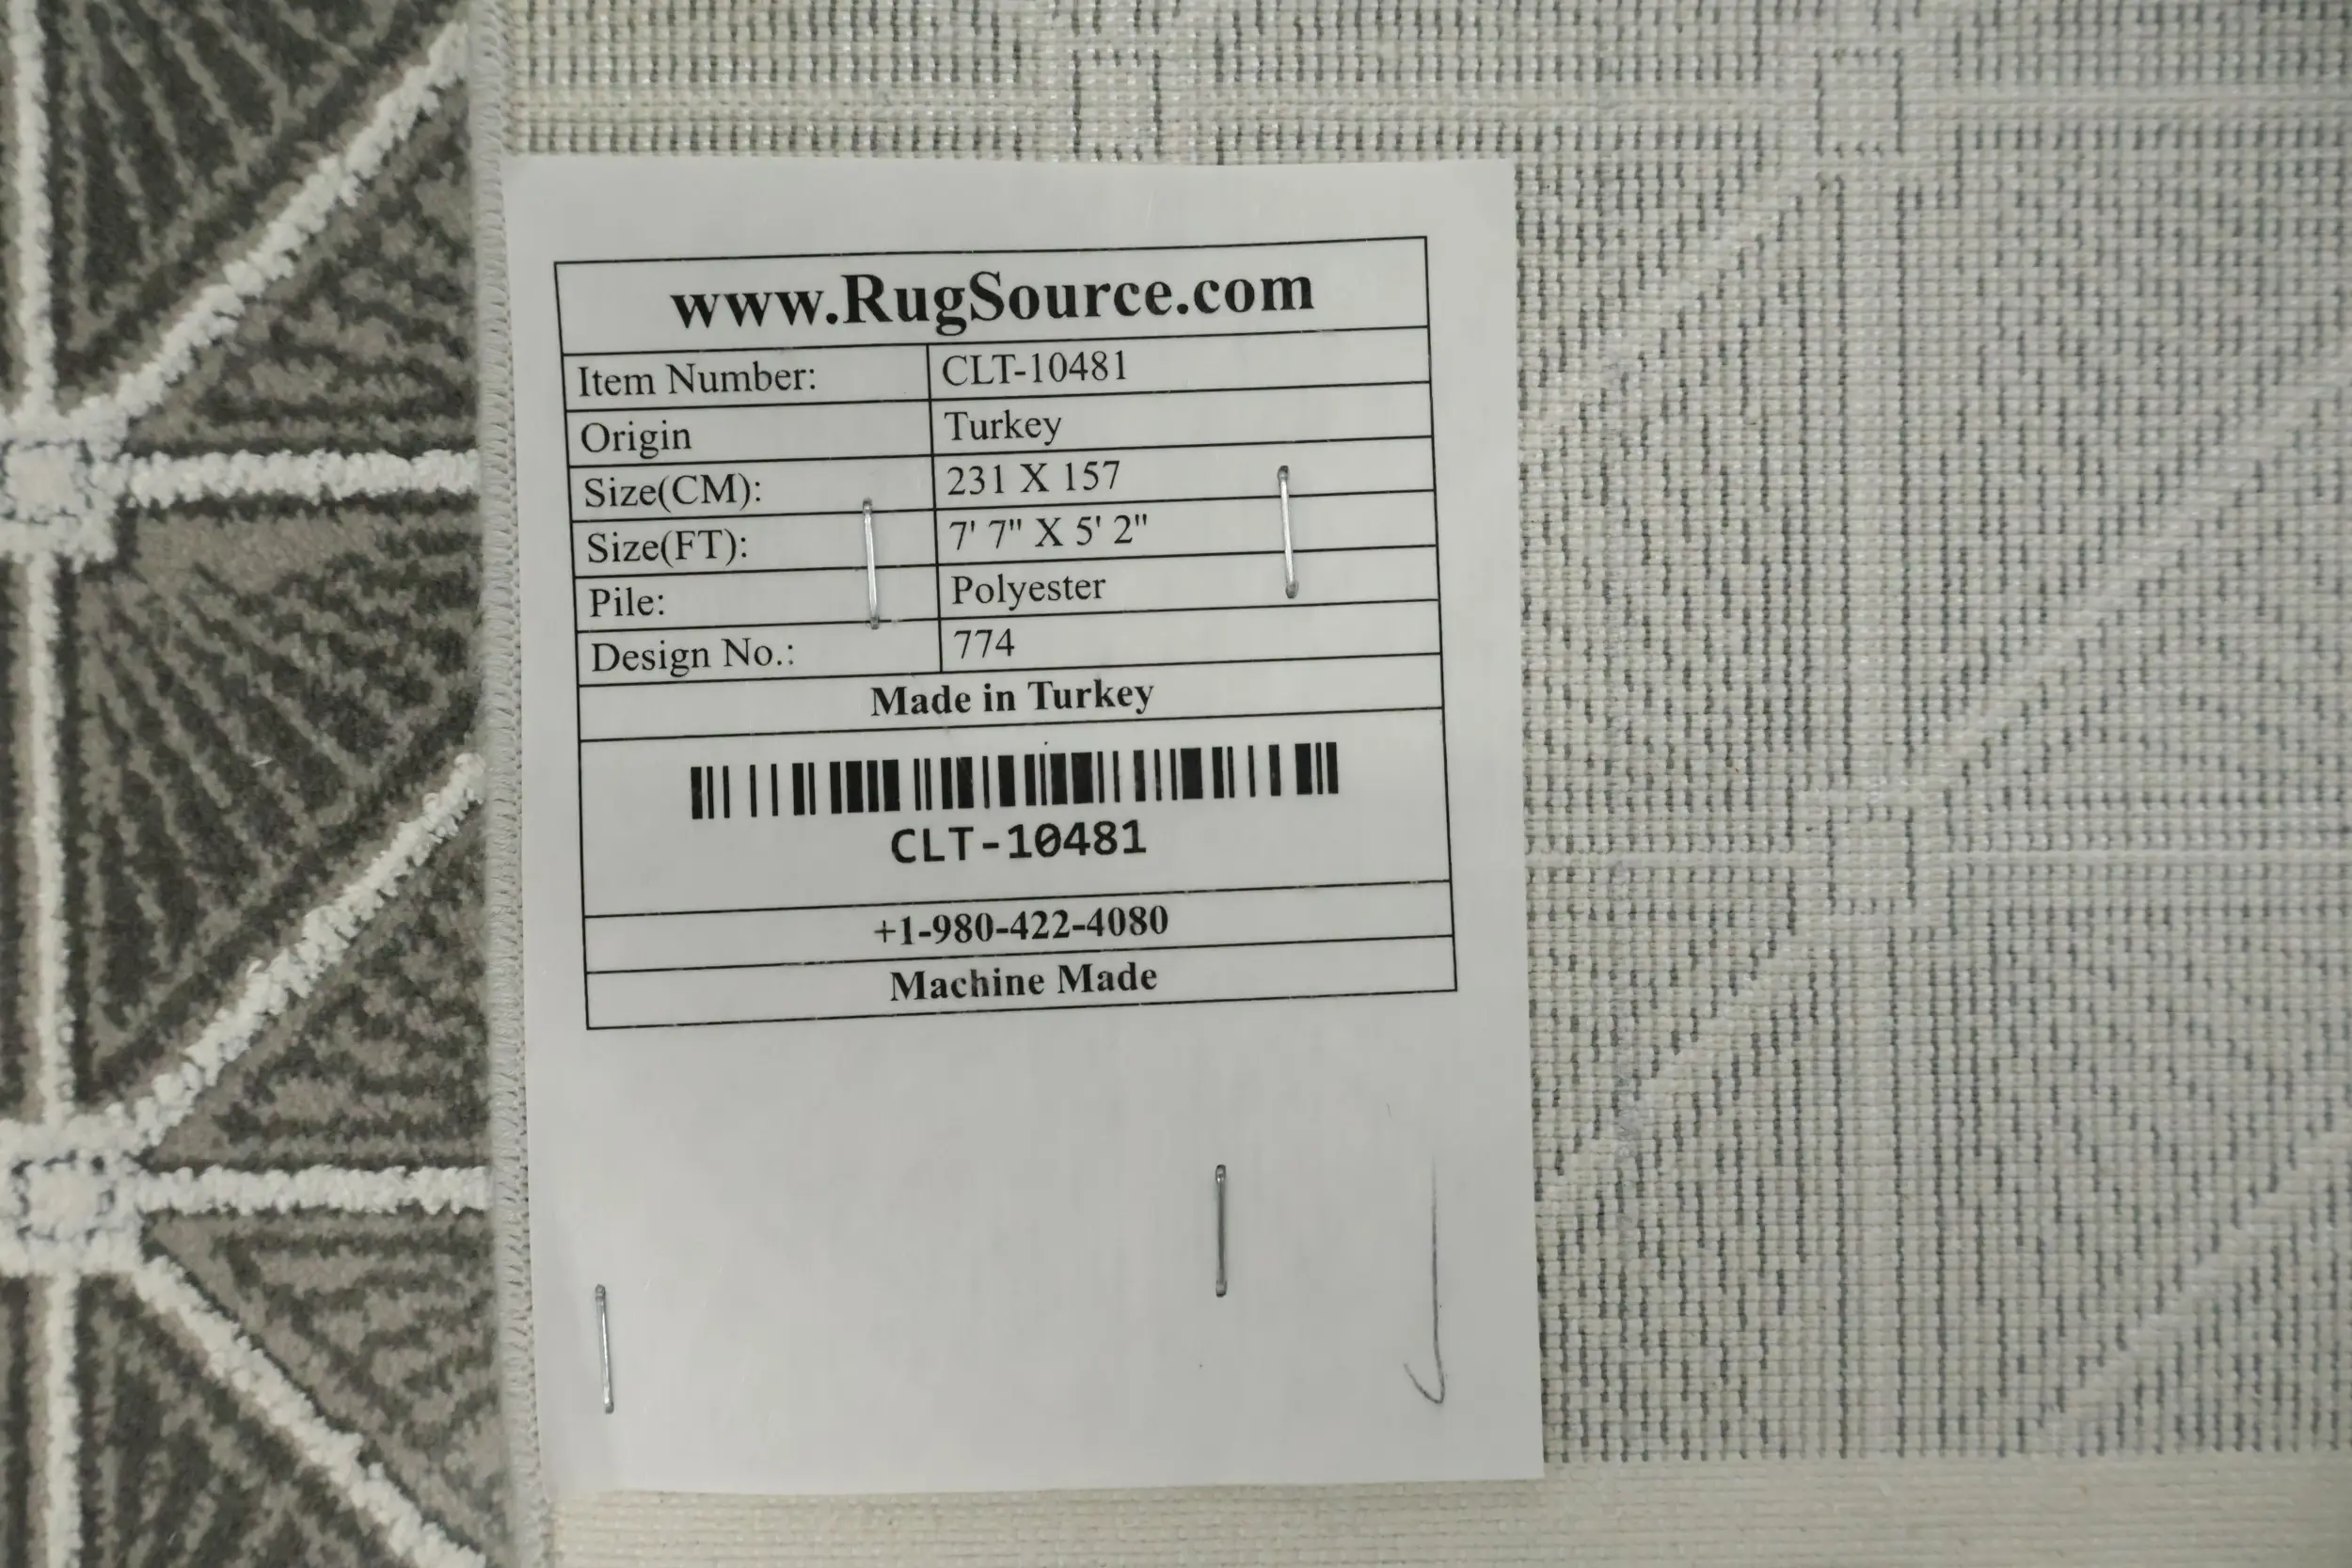 www.RugSource.com
Item Number: CLT-10481
Origin Turkey
Size(CM): 231 X 157
Size(FT): 7' 7" X 5' 2"
Pile: Polyester
Design No.: 774
Made in Turkey
CLT-10481
+1-980-422-4080
Machine Made